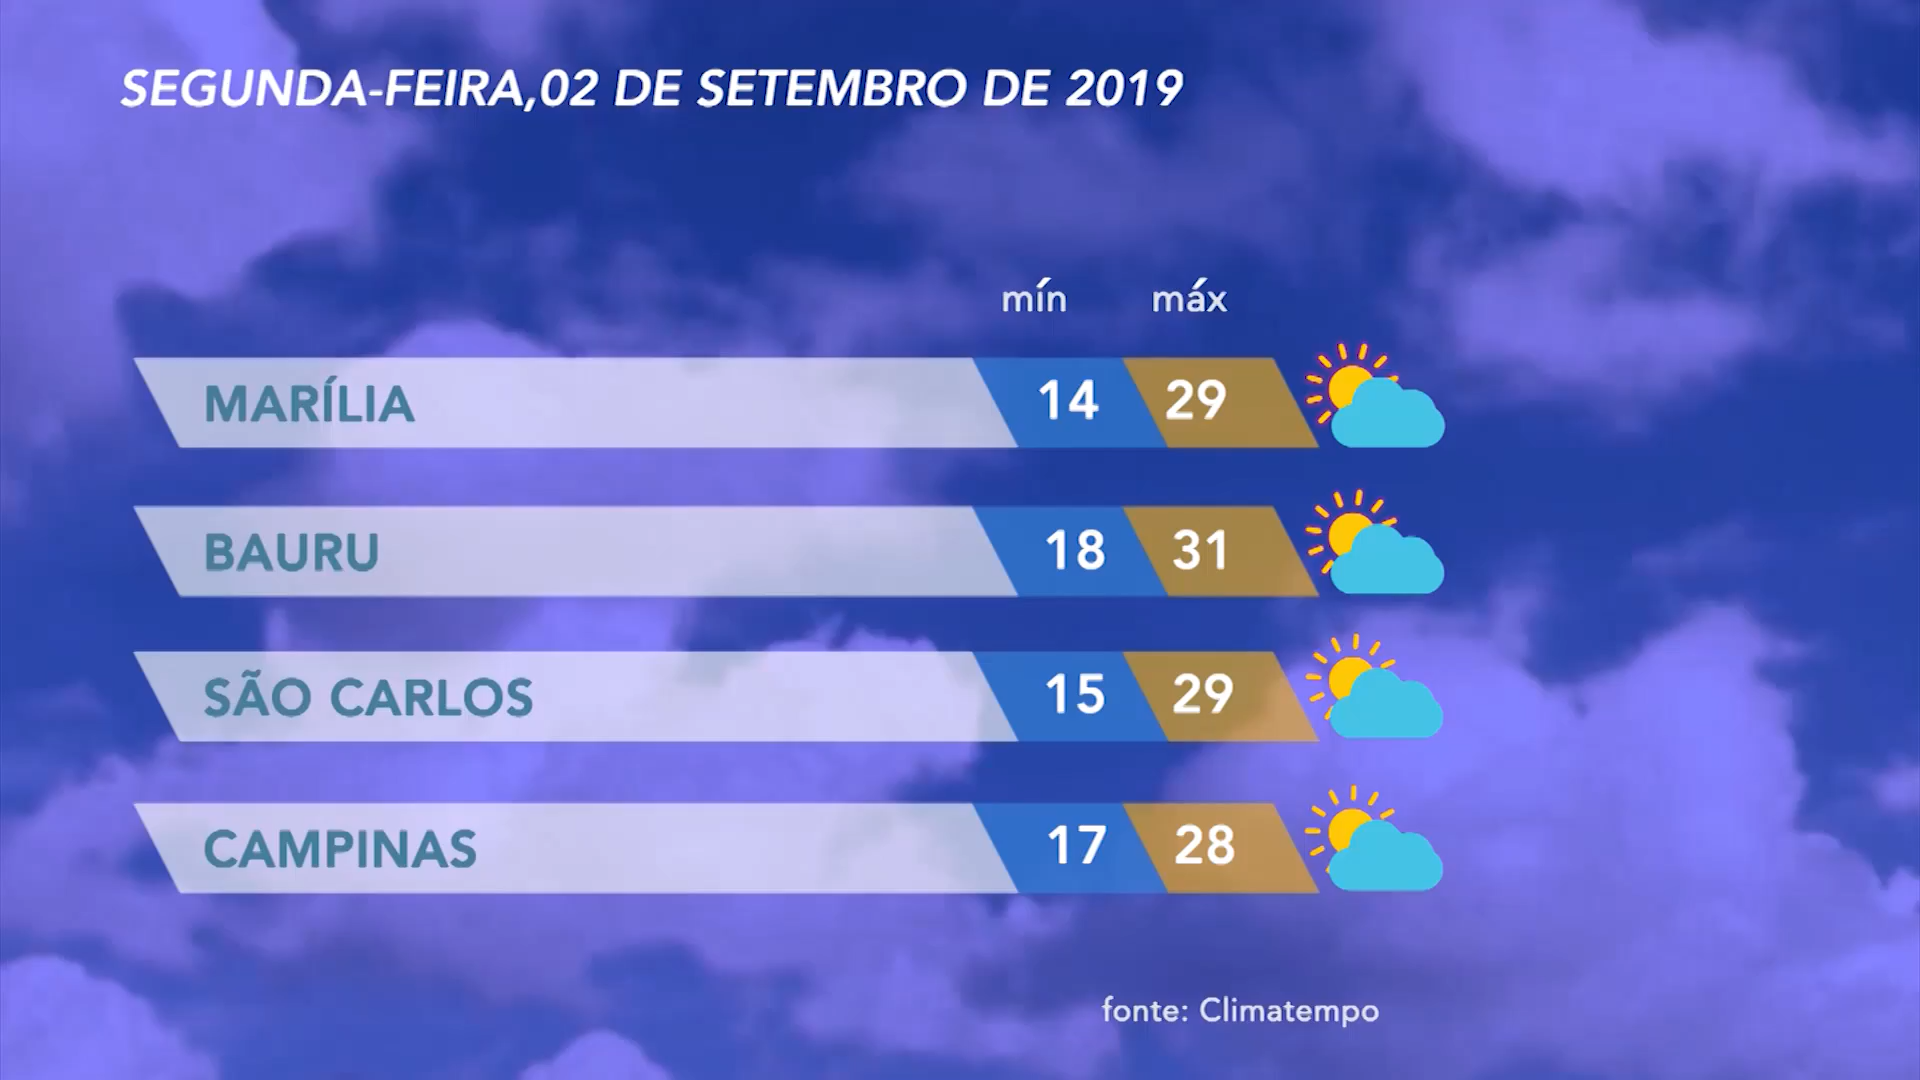 SEGUNDA-FEIRA,02 DE SETEMBRO DE 2019
mín máx
MARÍLIA 14 29
BAURU 18 31
SÃO CARLOS 15 29
CAMPINAS 17 28
fonte: Climatempo